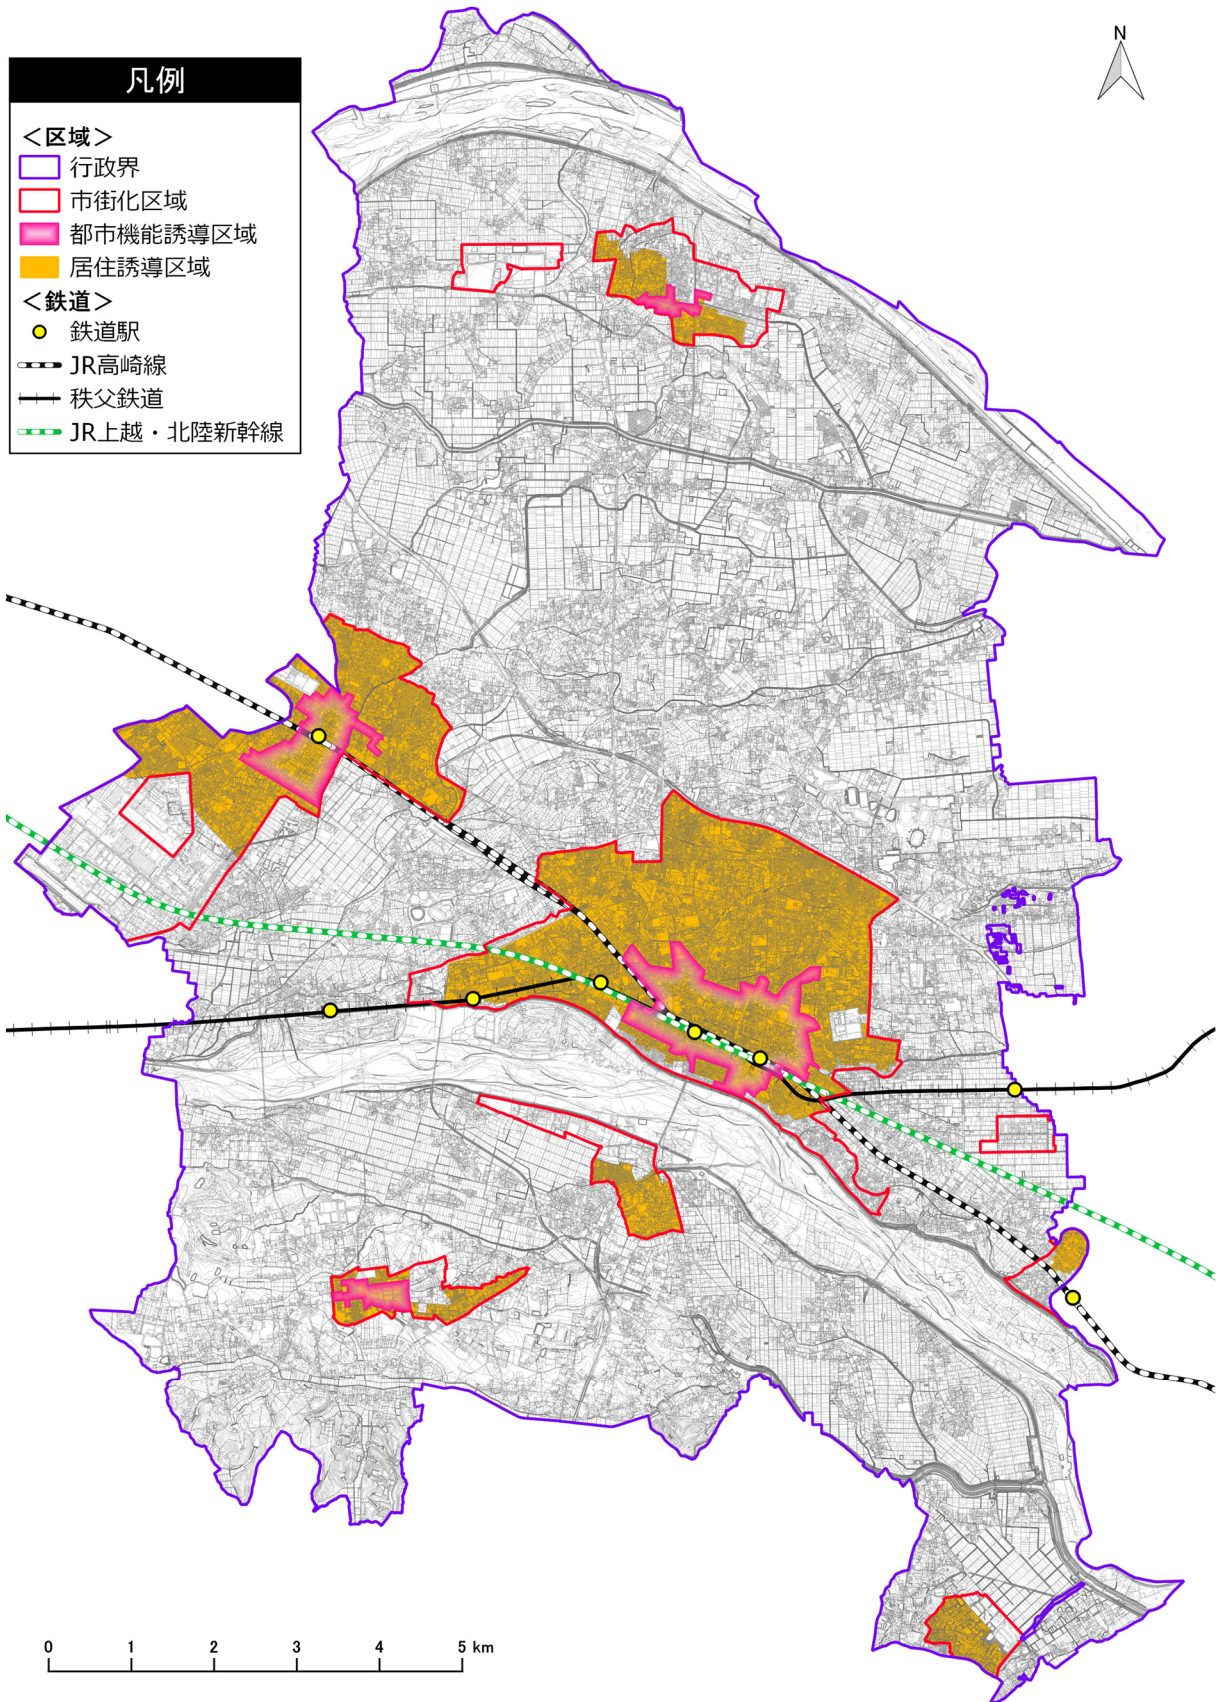 N
凡例
＜区域＞
行政界
市街化区域
都市機能誘導区域
居住誘導区域
＜鉄道＞
鉄道駅
JR高崎線
秩父鉄道
JR上越・北陸新幹線
0 1 2 3 4 5 km